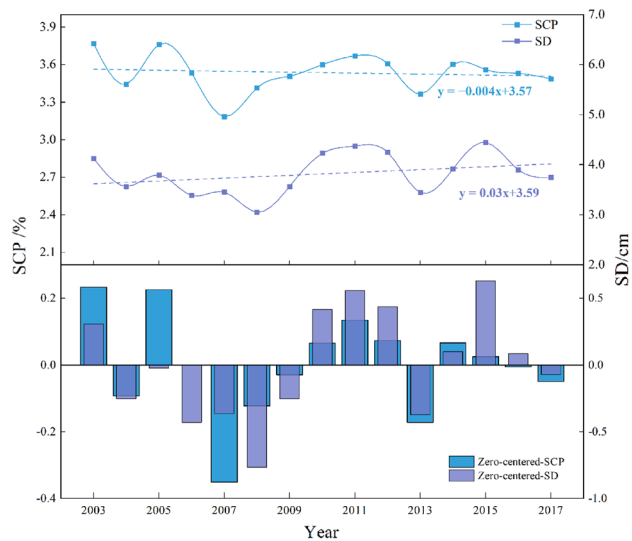 3.9
3.6
3.3
3.0
2.7
2.4
2.1
7.0
6.0
5.0
4.0
3.0
2.0
SCP
SD
y = −0.004x+3.57
y = 0.03x+3.59
SCP /%
SD/cm
0.2
0.0
-0.2
-0.4
0.5
0.0
-0.5
-1.0
Zero-centered-SCP
Zero-centered-SD
2003 2005 2007 2009 2011 2013 2015 2017
Year